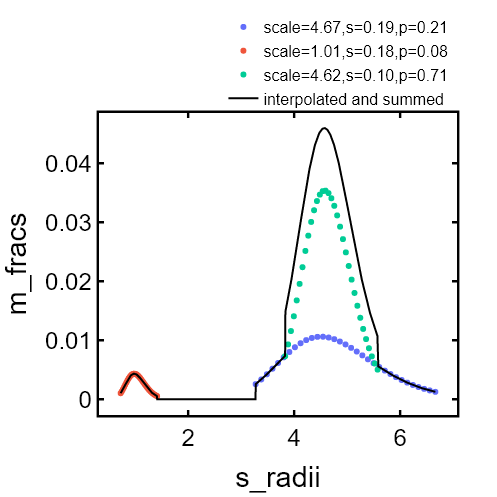 scale=4.67,s=0.19,p=0.21
scale=1.01,s=0.18,p=0.08
scale=4.62,s=0.10,p=0.71
interpolated and summed
0.04
0.03
0.02
0.01
0
m_fracs
2 4 6
s_radii